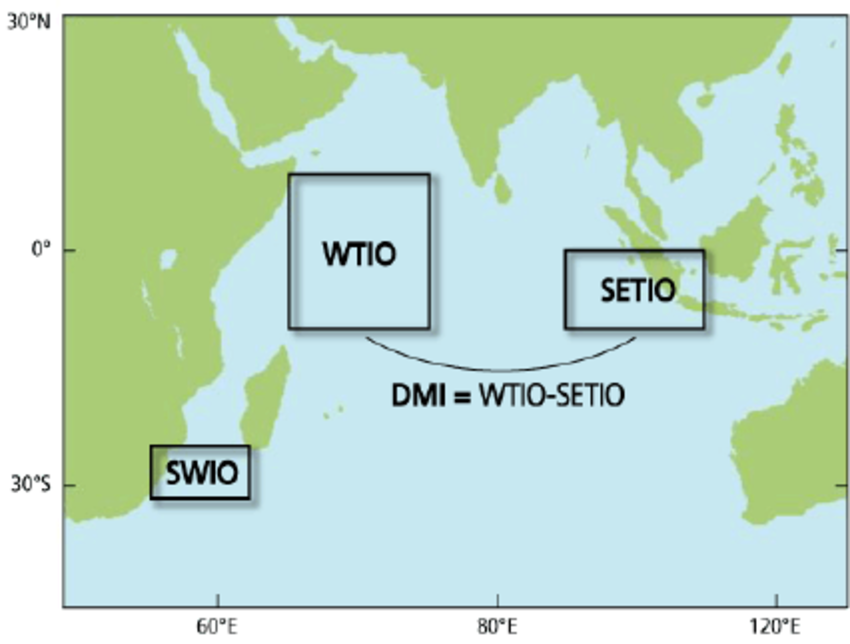 30°N
WTIO
0°
SETIO
DMI = WTIO-SETIO
SWIO
30°S
60°E
80°E
120°E